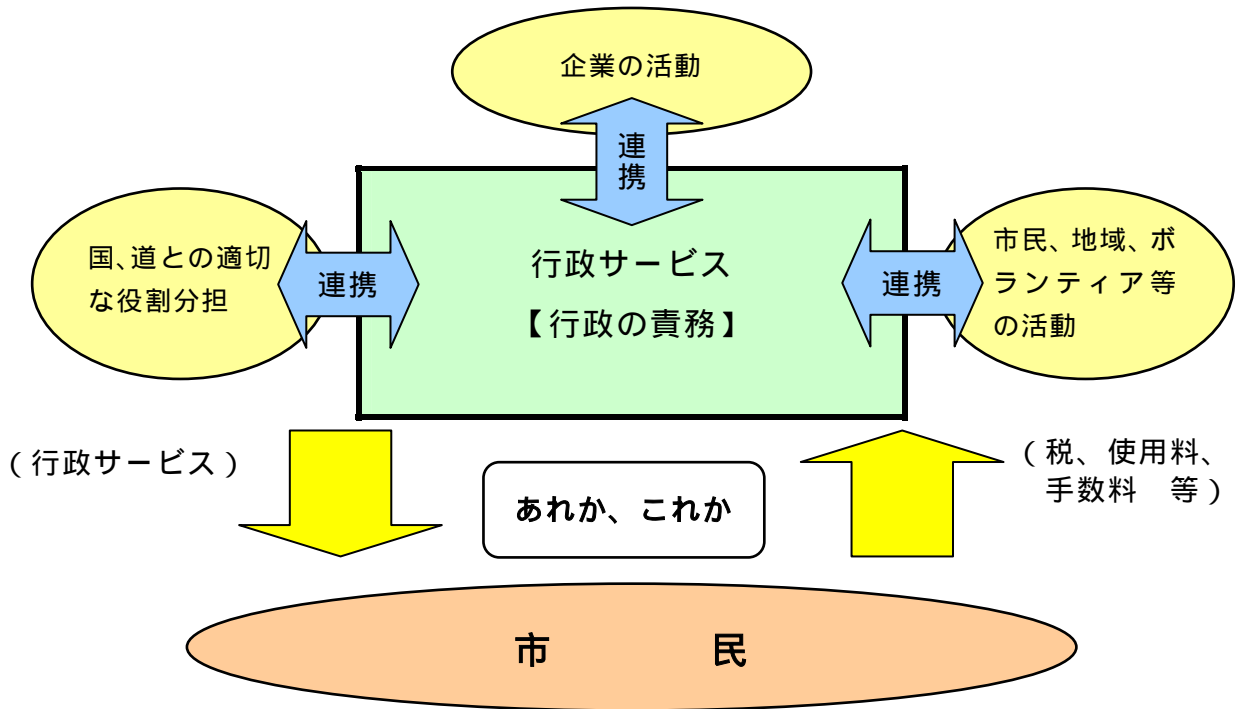 企業の活動
連
携
国、道との適切
な役割分担
連携
行政サービス
【行政の責務】
連携
市民、地域、ボ
ランティア等
の活動
（行政サービス）
あれか、これか
（税、使用料、
手数料　等）
市　　　　民